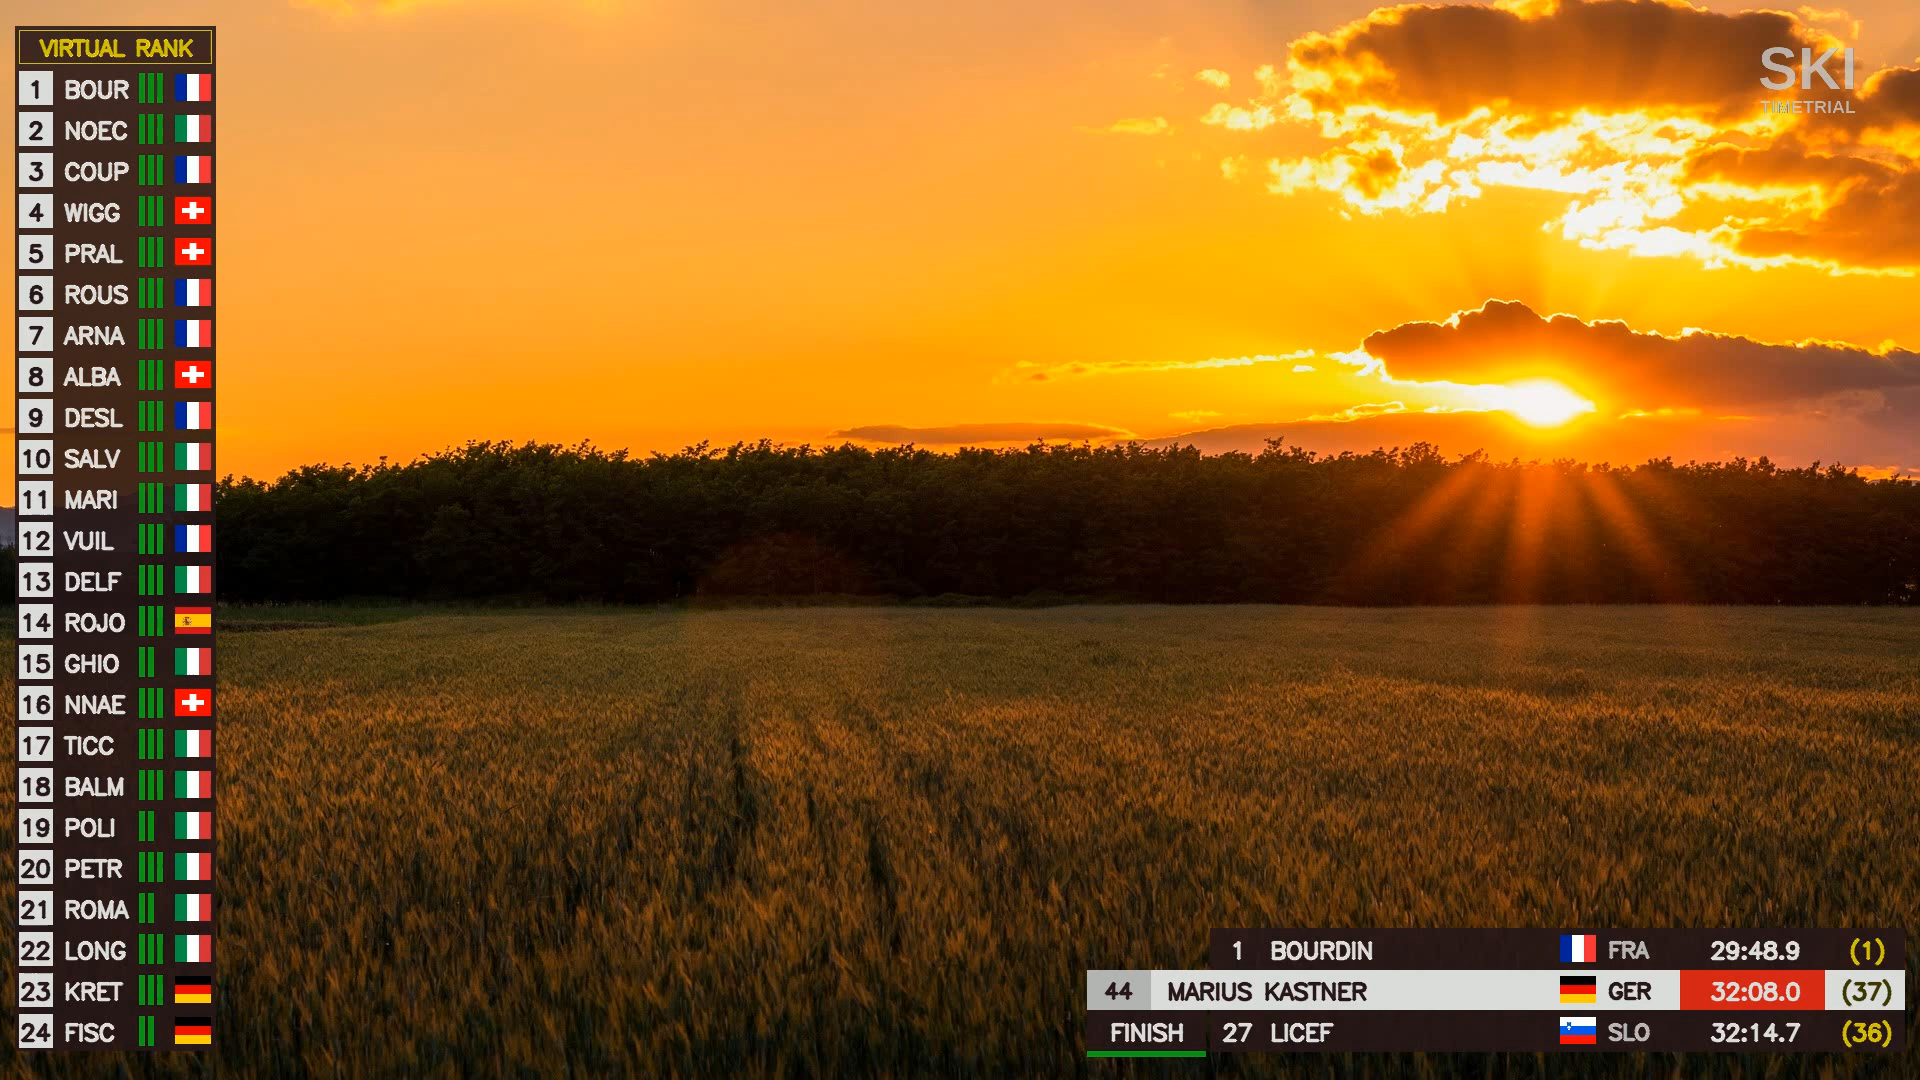 VIRTUAL RANK
1 BOUR
2 NOEC
3 COUP
4 WIGG
5 PRAL
6 ROUS
7 ARNA
8 ALBA
9 DESL
10 SALV
11 MARI
12 VUIL
13 DELF
14 ROJO
15 GHIO
16 NNAE
17 TICC
18 BALM
19 POLI
20 PETR
21 ROMA
22 LONG
23 KRET
24 FISC
SKI
TIMETRIAL
1 BOURDIN FRA 29:48.9 (1)
44 MARIUS KASTNER GER 32:08.0 (37)
FINISH 27 LICEF SLO 32:14.7 (36)